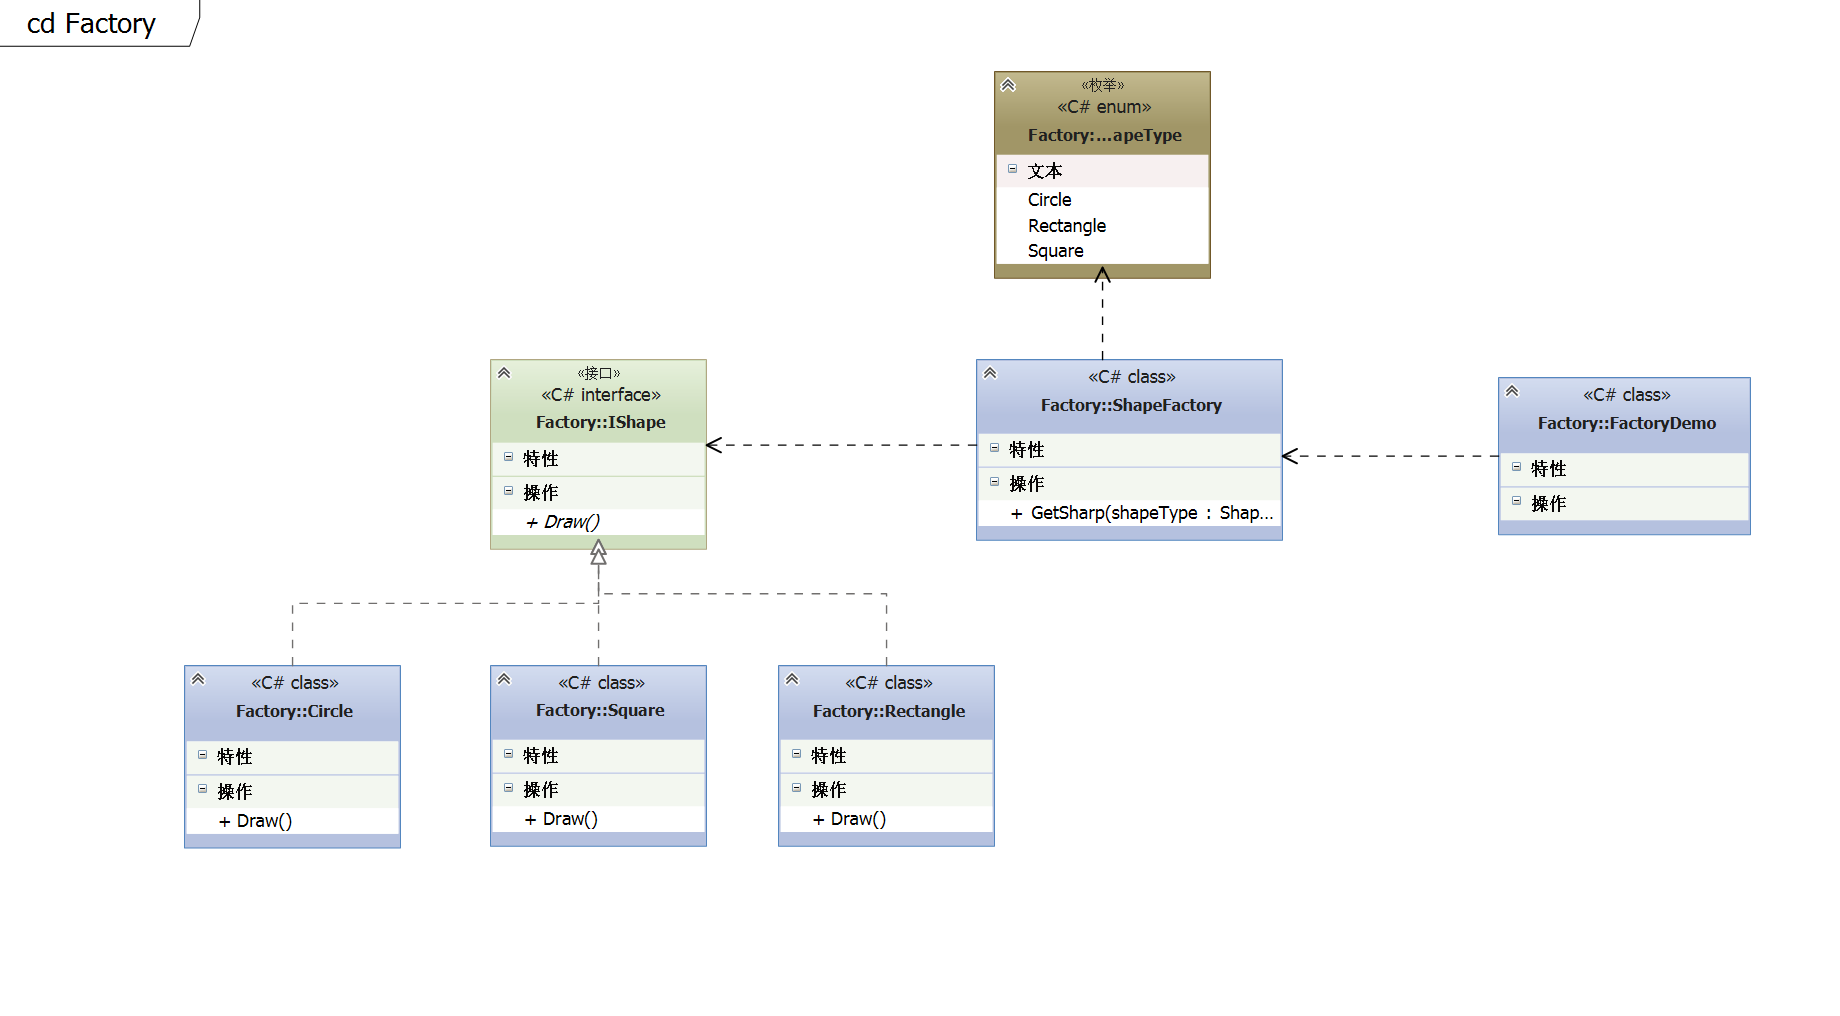 cd Factory
«枚举»
«C# enum»
Factory:...apeType
文本
Circle
Rectangle
Square
«接口»
«C# interface»
Factory::IShape
特性
操作
+ Draw()
«C# class»
Factory::ShapeFactory
特性
操作
+ GetSharp(shapeType : Shap...
«C# class»
Factory::FactoryDemo
特性
操作
«C# class»
Factory::Circle
特性
操作
+ Draw()
«C# class»
Factory::Square
特性
操作
+ Draw()
«C# class»
Factory::Rectangle
特性
操作
+ Draw()